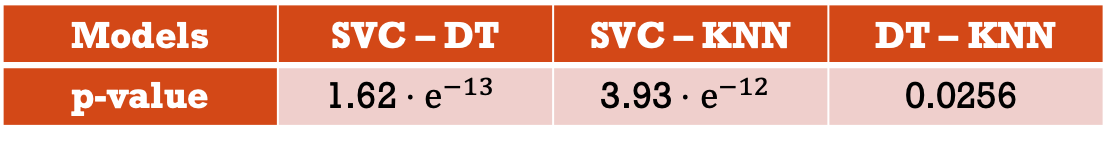 Models SVC – DT SVC – KNN DT – KNN
p-value 1.62 · e⁻¹³ 3.93 · e⁻¹² 0.0256